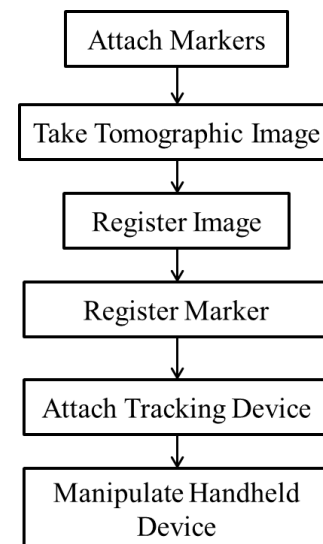 Attach Markers
Take Tomographic Image
Register Image
Register Marker
Attach Tracking Device
Manipulate Handheld
Device